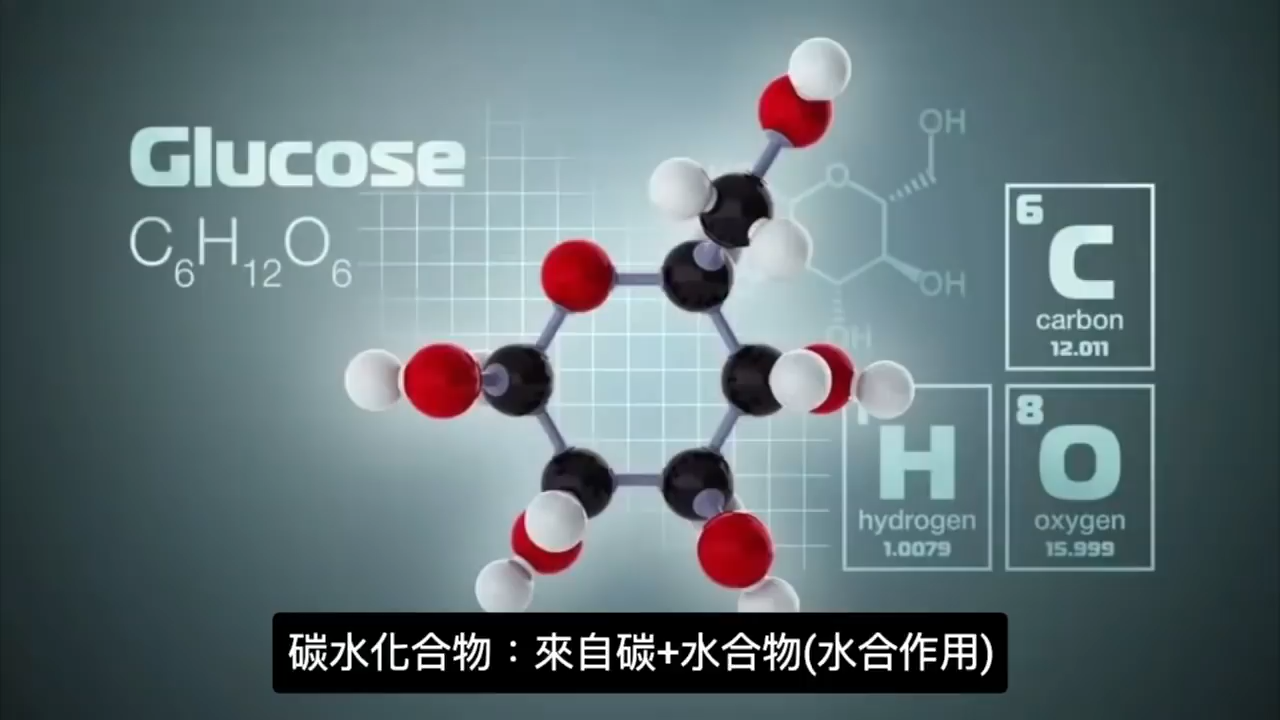 Glucose
C6H12O6
OH
O
OH
OH
6
C
carbon
12.011
1
H
hydrogen
1.0079
8
O
oxygen
15.999
碳水化合物：來自碳+水合物(水合作用)